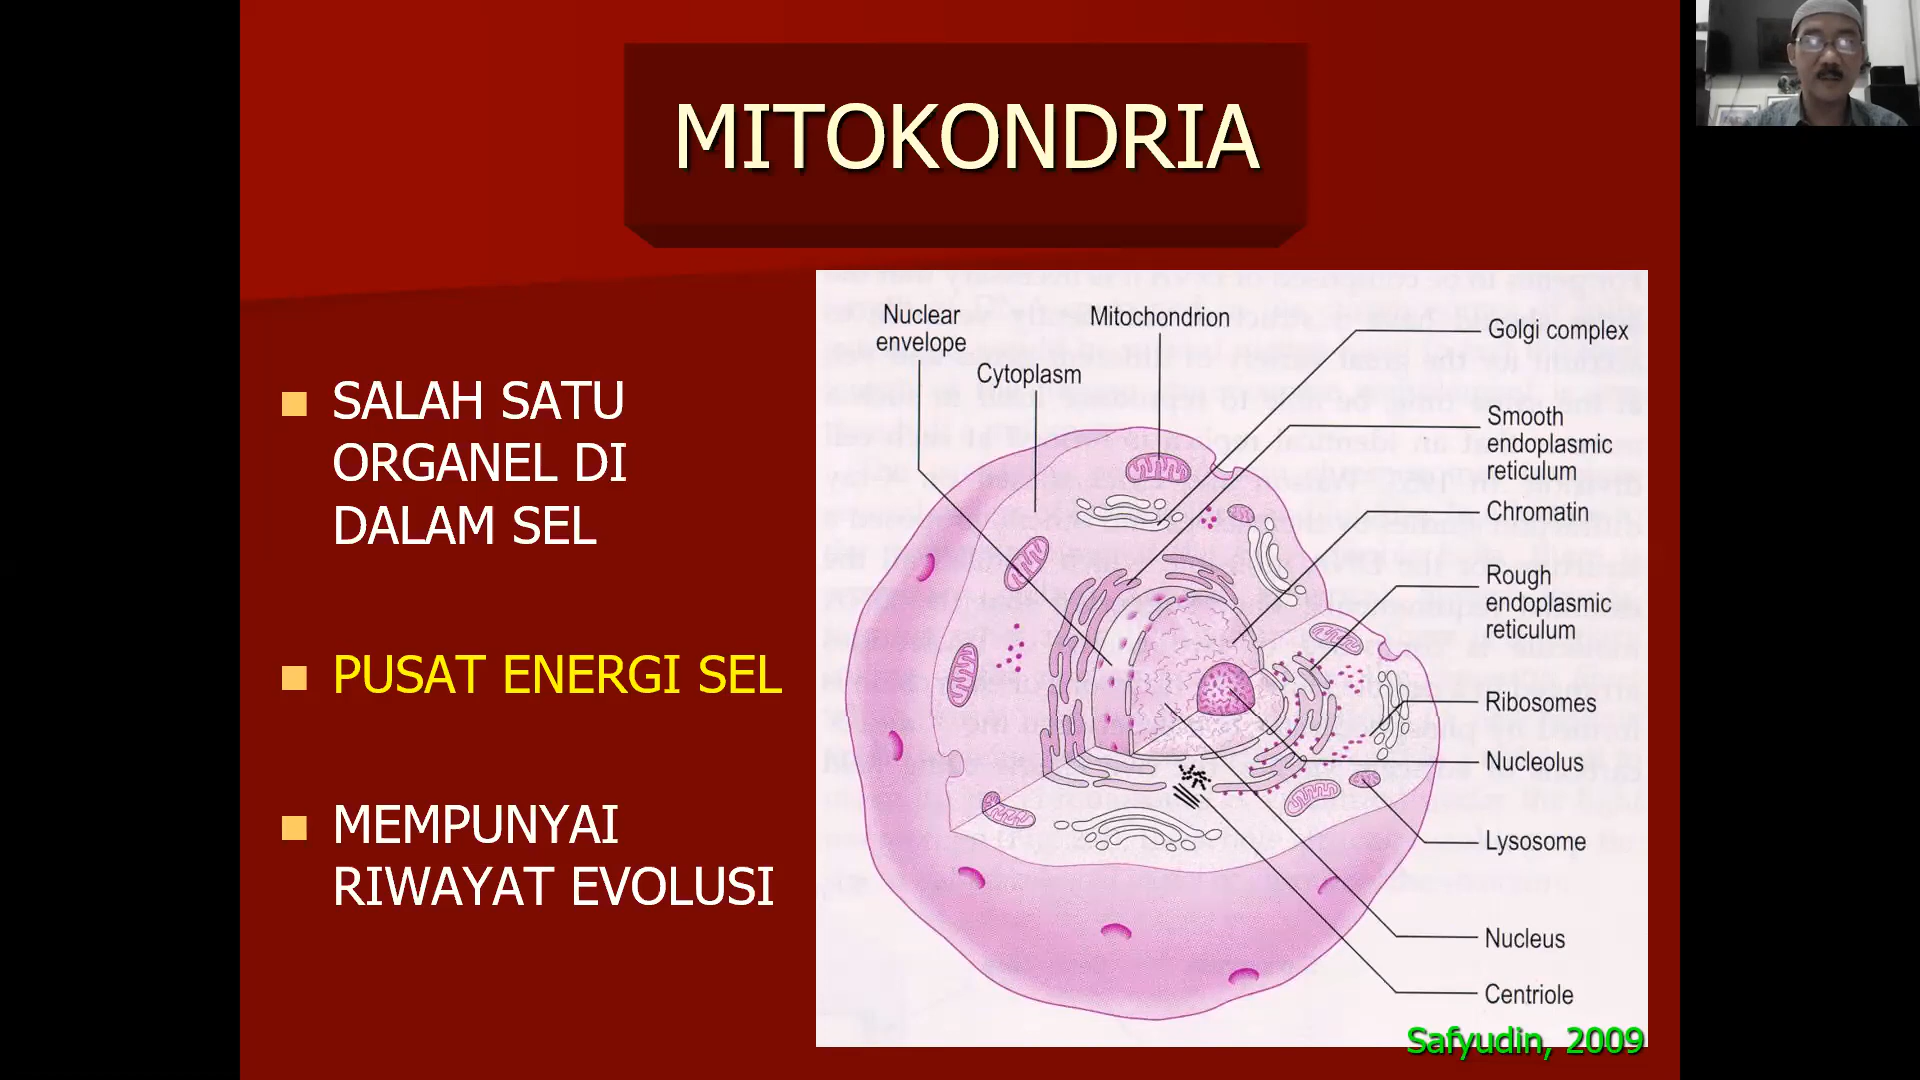 MITOKONDRIA
SALAH SATU
ORGANEL DI
DALAM SEL
PUSAT ENERGI SEL
MEMPUNYAI
RIWAYAT EVOLUSI
Nuclear
envelope
Mitochondrion
Cytoplasm
Golgi complex
Smooth
endoplasmic
reticulum
Chromatin
Rough
endoplasmic
reticulum
Ribosomes
Nucleolus
Lysosome
Nucleus
Centriole
Safyudin, 2009